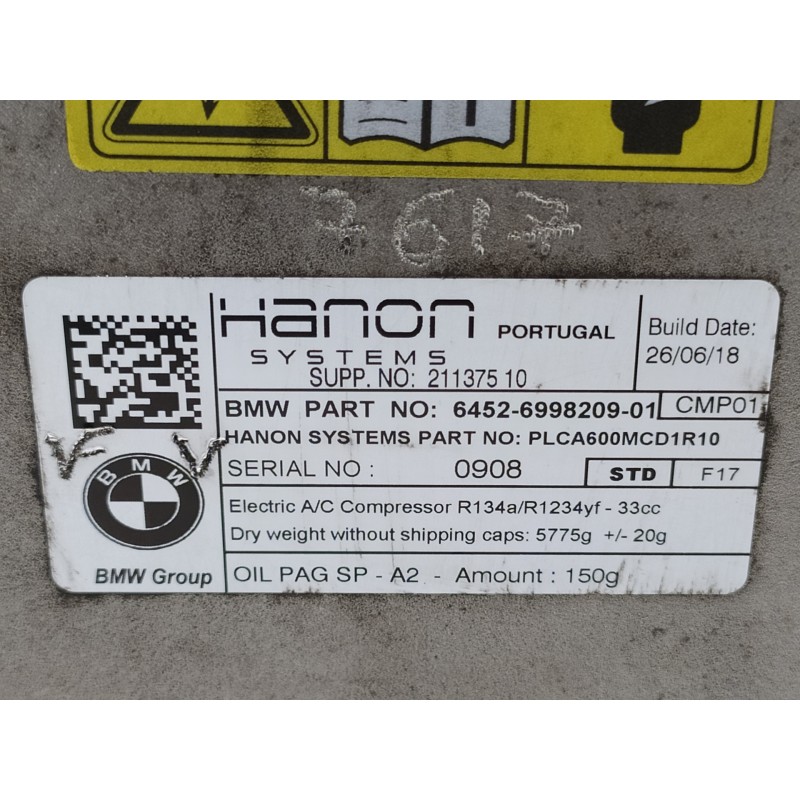 7617
Hanon
SYSTEMS
PORTUGAL
Build Date:
26/06/18
SUPP. NO: 211375 10
BMW PART NO: 6452-6998209-01
CMP01
HANON SYSTEMS PART NO: PLCA600MCD1R10
SERIAL NO : 0908
STD
F17
BMW
BMW Group
Electric A/C Compressor R134a/R1234yf - 33cc
Dry weight without shipping caps: 5775g +/- 20g
OIL PAG SP - A2 - Amount : 150g